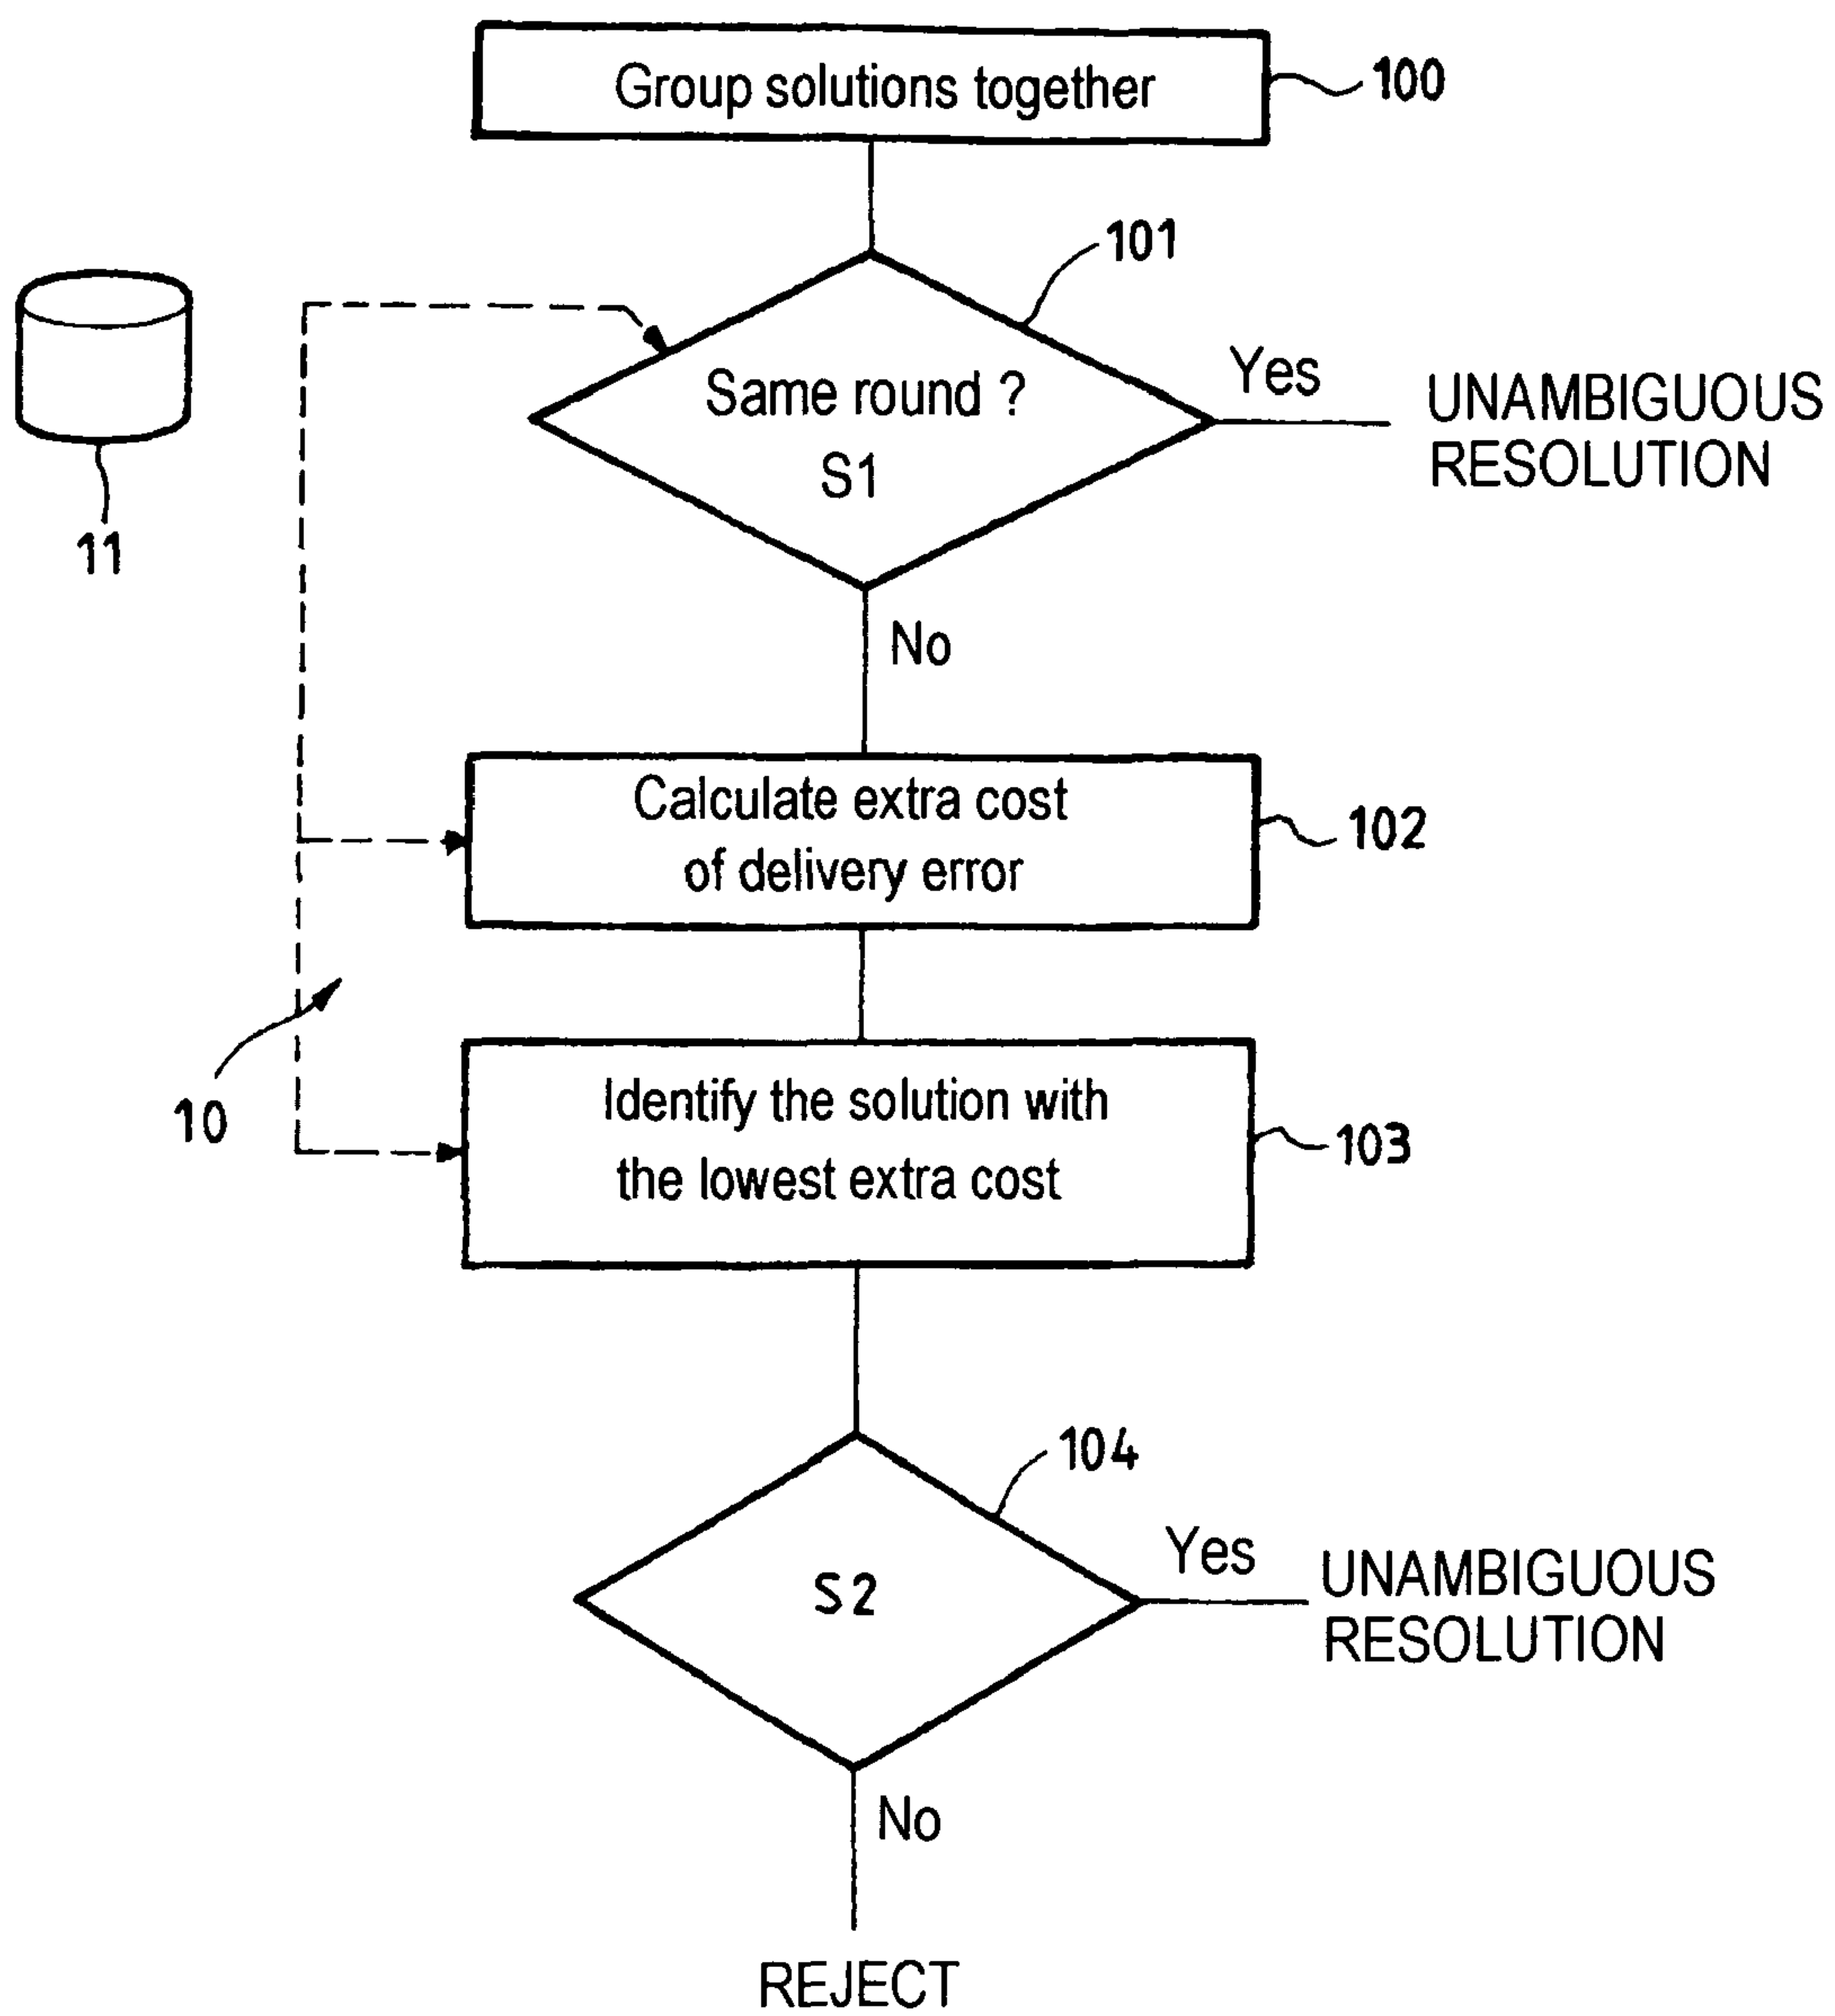 Group solutions together
100
101
Same round ?
S1
Yes
UNAMBIGUOUS
RESOLUTION
11
No
Calculate extra cost
of delivery error
102
10
Identify the solution with
the lowest extra cost
103
104
S2
Yes
UNAMBIGUOUS
RESOLUTION
No
REJECT